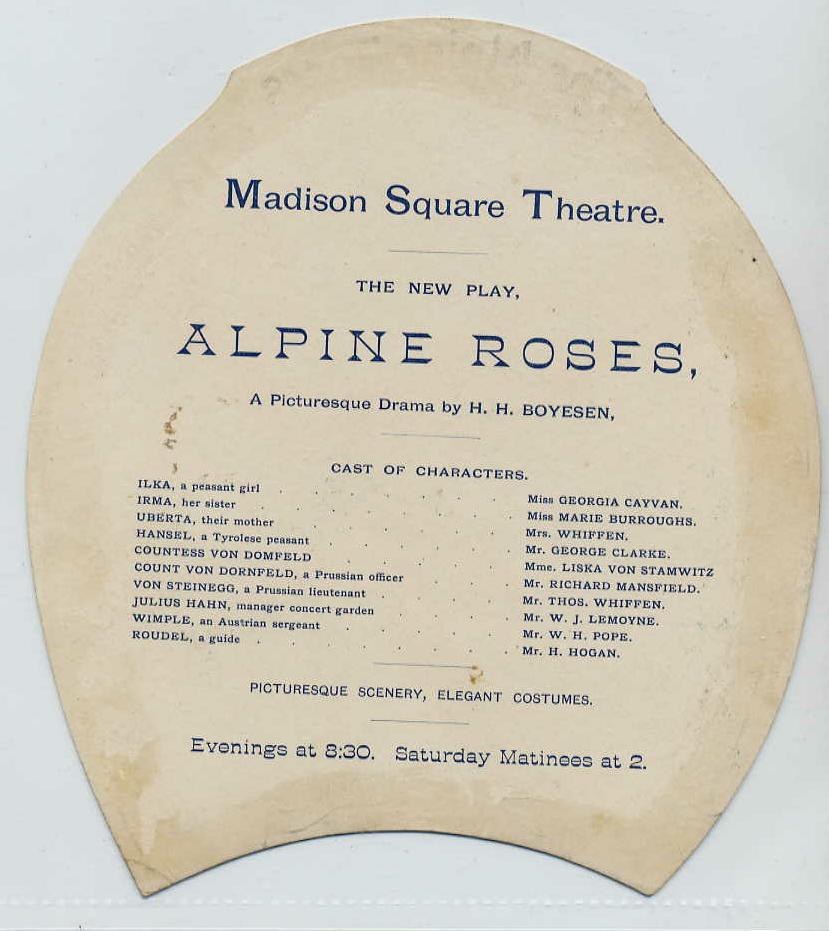 Madison Square Theatre.
THE NEW PLAY,
ALPINE ROSES,
A Picturesque Drama by H. H. BOYESEN,
CAST OF CHARACTERS.
ILKA, a peasant girl . . . . . . Miss GEORGIA CAYVAN.
IRMA, her sister . . . . . . Miss MARIE BURROUGHS.
UBERTA, their mother . . . . . Mrs. WHIFFEN.
HANSEL, a Tyrolese peasant . . . . Mr. GEORGE CLARKE.
COUNTESS VON DOMFELD . . . . Mme. LISKA VON STAMWITZ
COUNT VON DORNFELD, a Prussian officer . . . Mr. RICHARD MANSFIELD.
VON STEINEGG, a Prussian lieutenant . . . . Mr. THOS. WHIFFEN.
JULIUS HAHN, manager concert garden . . . . Mr. W. J. LEMOYNE.
WIMPLE, an Austrian sergeant . . . . . Mr. W. H. POPE.
ROUDEL, a guide . . . . . . Mr. H. HOGAN.
PICTURESQUE SCENERY, ELEGANT COSTUMES.
Evenings at 8:30. Saturday Matinees at 2.